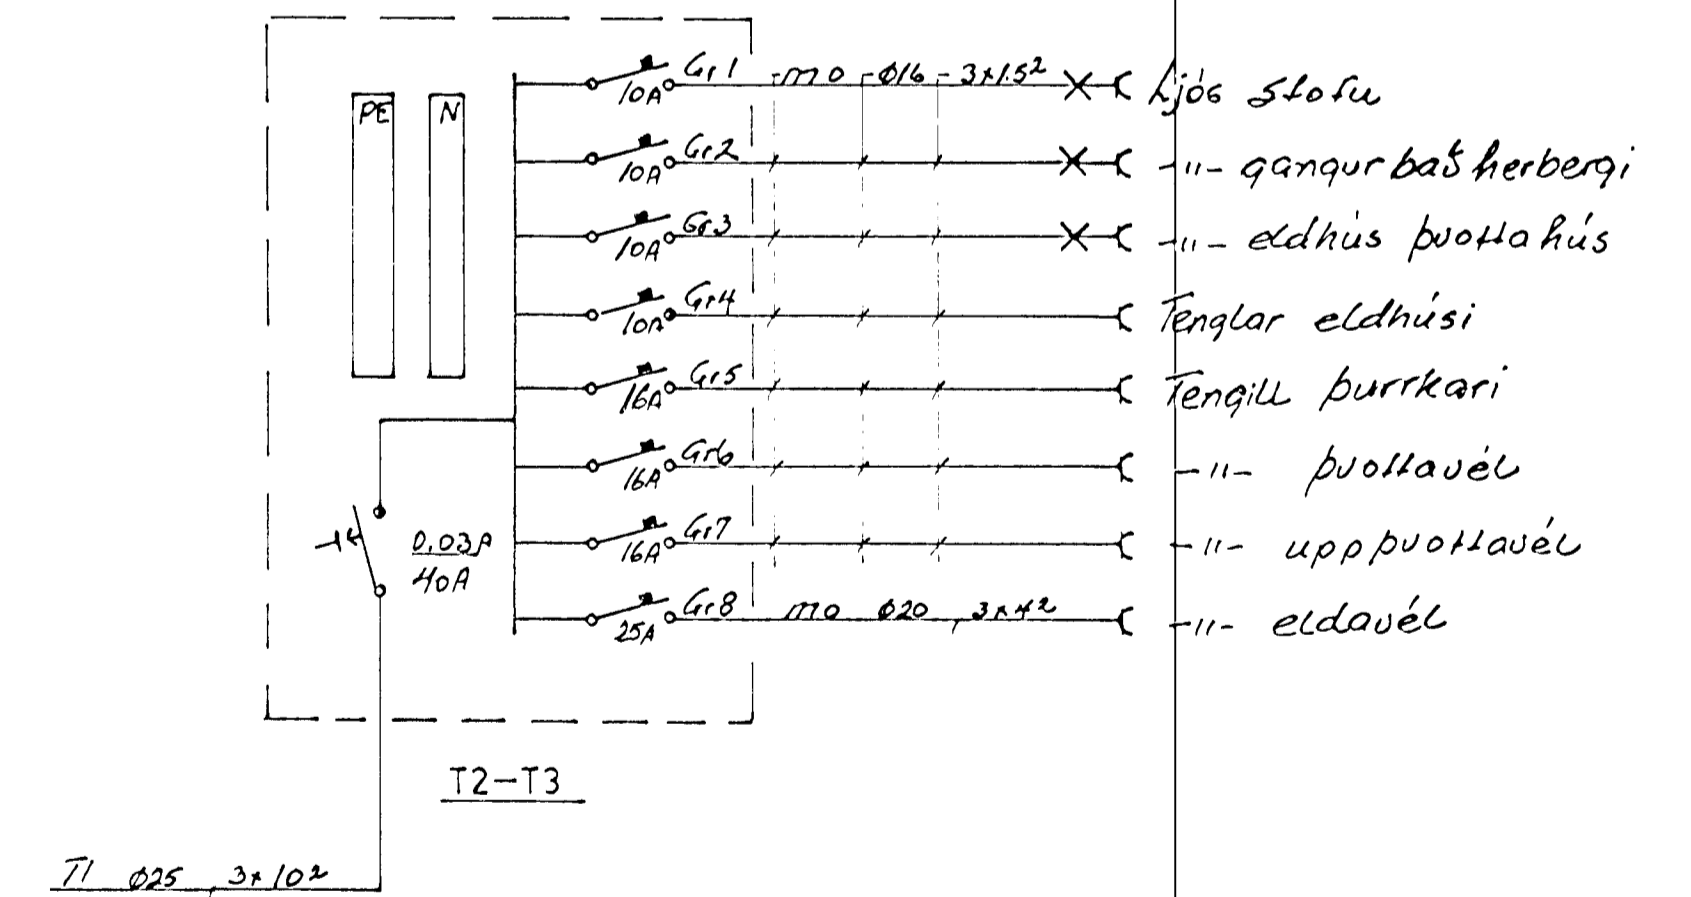 PE N
Gr1 10A m0 ø16 3x1.5² Ljós stofu
Gr2 10A -"- gangur baðherbergi
Gr3 10A -"- eldhús þvottahús
Gr4 10A Tenglar eldhúsi
Gr5 16A Tengill þurrkari
Gr6 16A -"- þvottavél
Gr7 16A -"- uppþvottavél
0.03A
40A
Gr8 25A m0 ø20 3x4² -"- eldavél
T2-T3
T1 ø25 3x10²